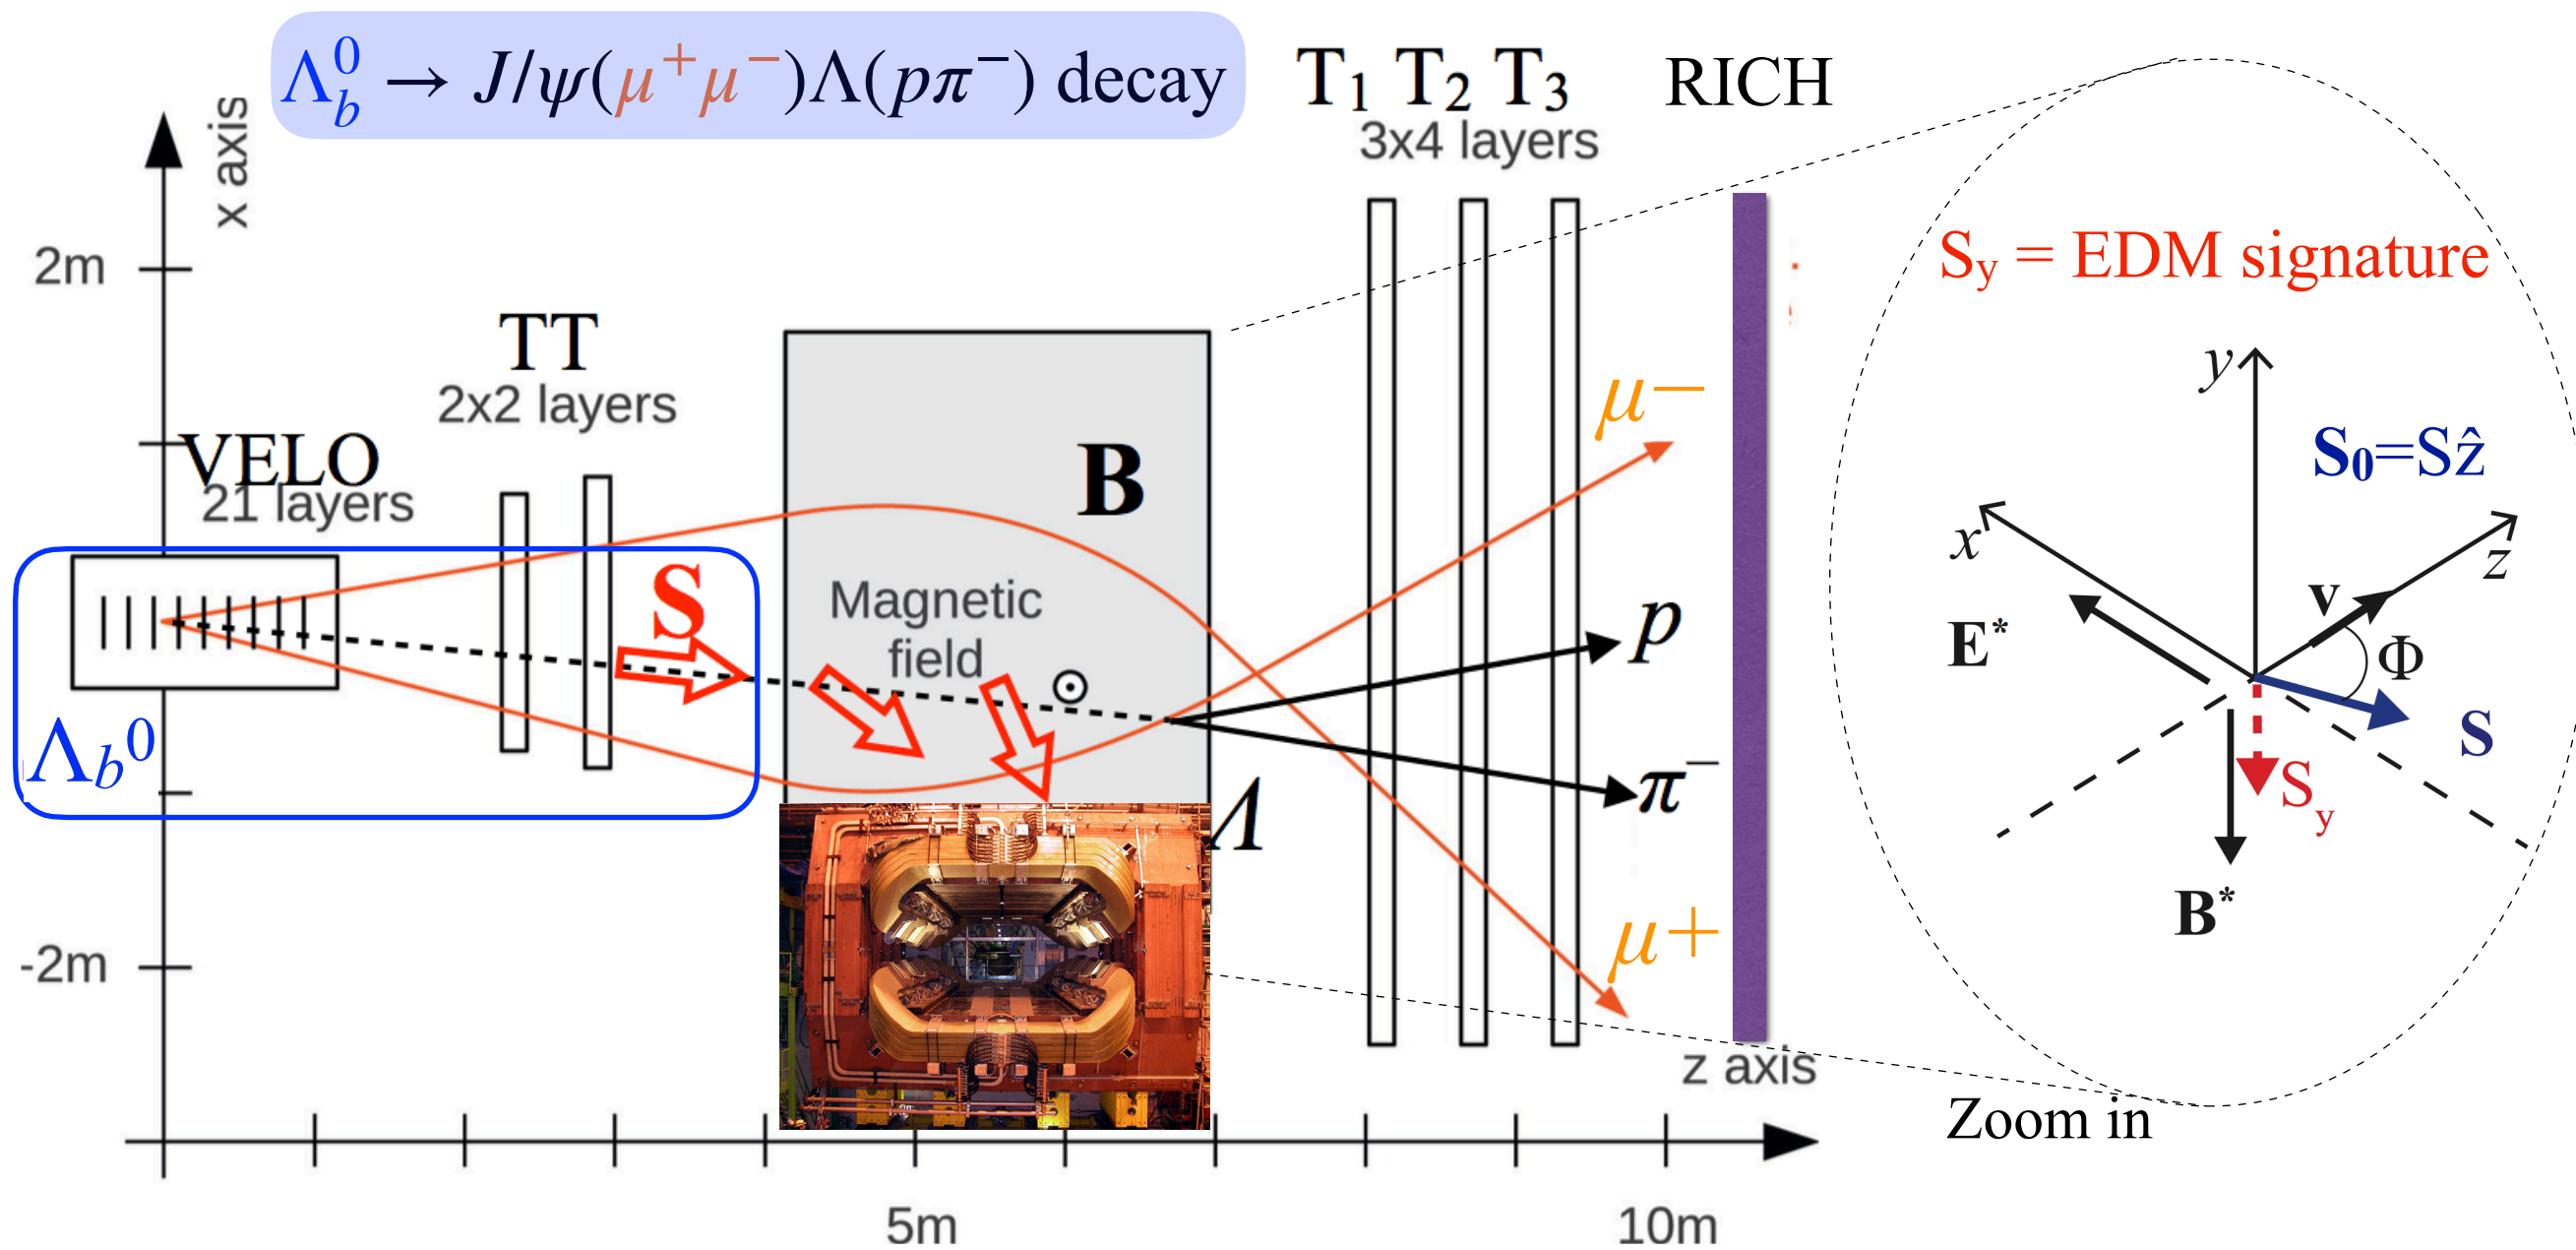 Λ⁰_b → J/ψ(μ⁺μ⁻)Λ(pπ⁻) decay
T₁ T₂ T₃
3x4 layers
RICH
x axis
2m
TT
2x2 layers
VELO
21 layers
B
S
Magnetic
field
Λb⁰
Λ
μ−
p
π⁻
μ+
-2m
z axis
5m
10m
Sy = EDM signature
y
S₀=Sẑ
x
z
v
E*
Φ
S
Sy
B*
Zoom in